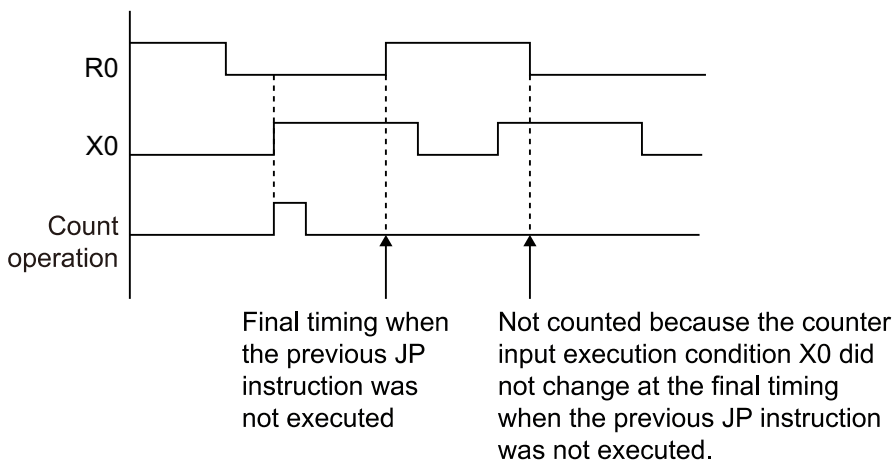 R0
X0
Count
operation
Final timing when
the previous JP
instruction was
not executed
Not counted because the counter
input execution condition X0 did
not change at the final timing
when the previous JP instruction
was not executed.